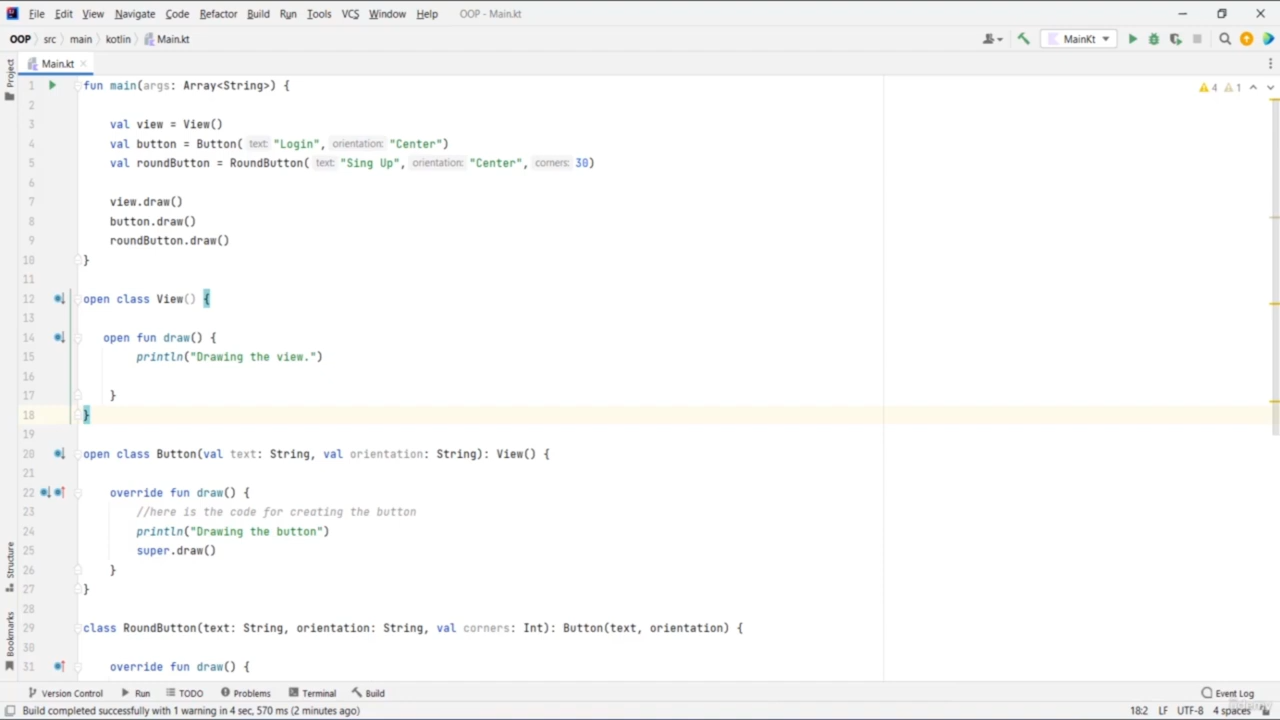 File Edit View Navigate Code Refactor Build Run Tools VCS Window Help OOP - Main.kt
OOP src main kotlin Main.kt MainKt
Project
Main.kt
4 1
1 fun main(args: Array<String>) {
2
3 val view = View()
4 val button = Button( text: "Login", orientation: "Center")
5 val roundButton = RoundButton( text: "Sing Up", orientation: "Center", corners: 30)
6
7 view.draw()
8 button.draw()
9 roundButton.draw()
10 }
11
12 open class View() {
13
14 open fun draw() {
15 println("Drawing the view.")
16
17 }
18 }
19
20 open class Button(val text: String, val orientation: String): View() {
21
22 override fun draw() {
23 //here is the code for creating the button
24 println("Drawing the button")
25 super.draw()
26 }
27 }
28
29 class RoundButton(text: String, orientation: String, val corners: Int): Button(text, orientation) {
30
31 override fun draw() {
Structure
Bookmarks
Version Control Run TODO Problems Terminal Build Event Log
Build completed successfully with 1 warning in 4 sec, 570 ms (2 minutes ago) 18:2 LF UTF-8 4 spaces